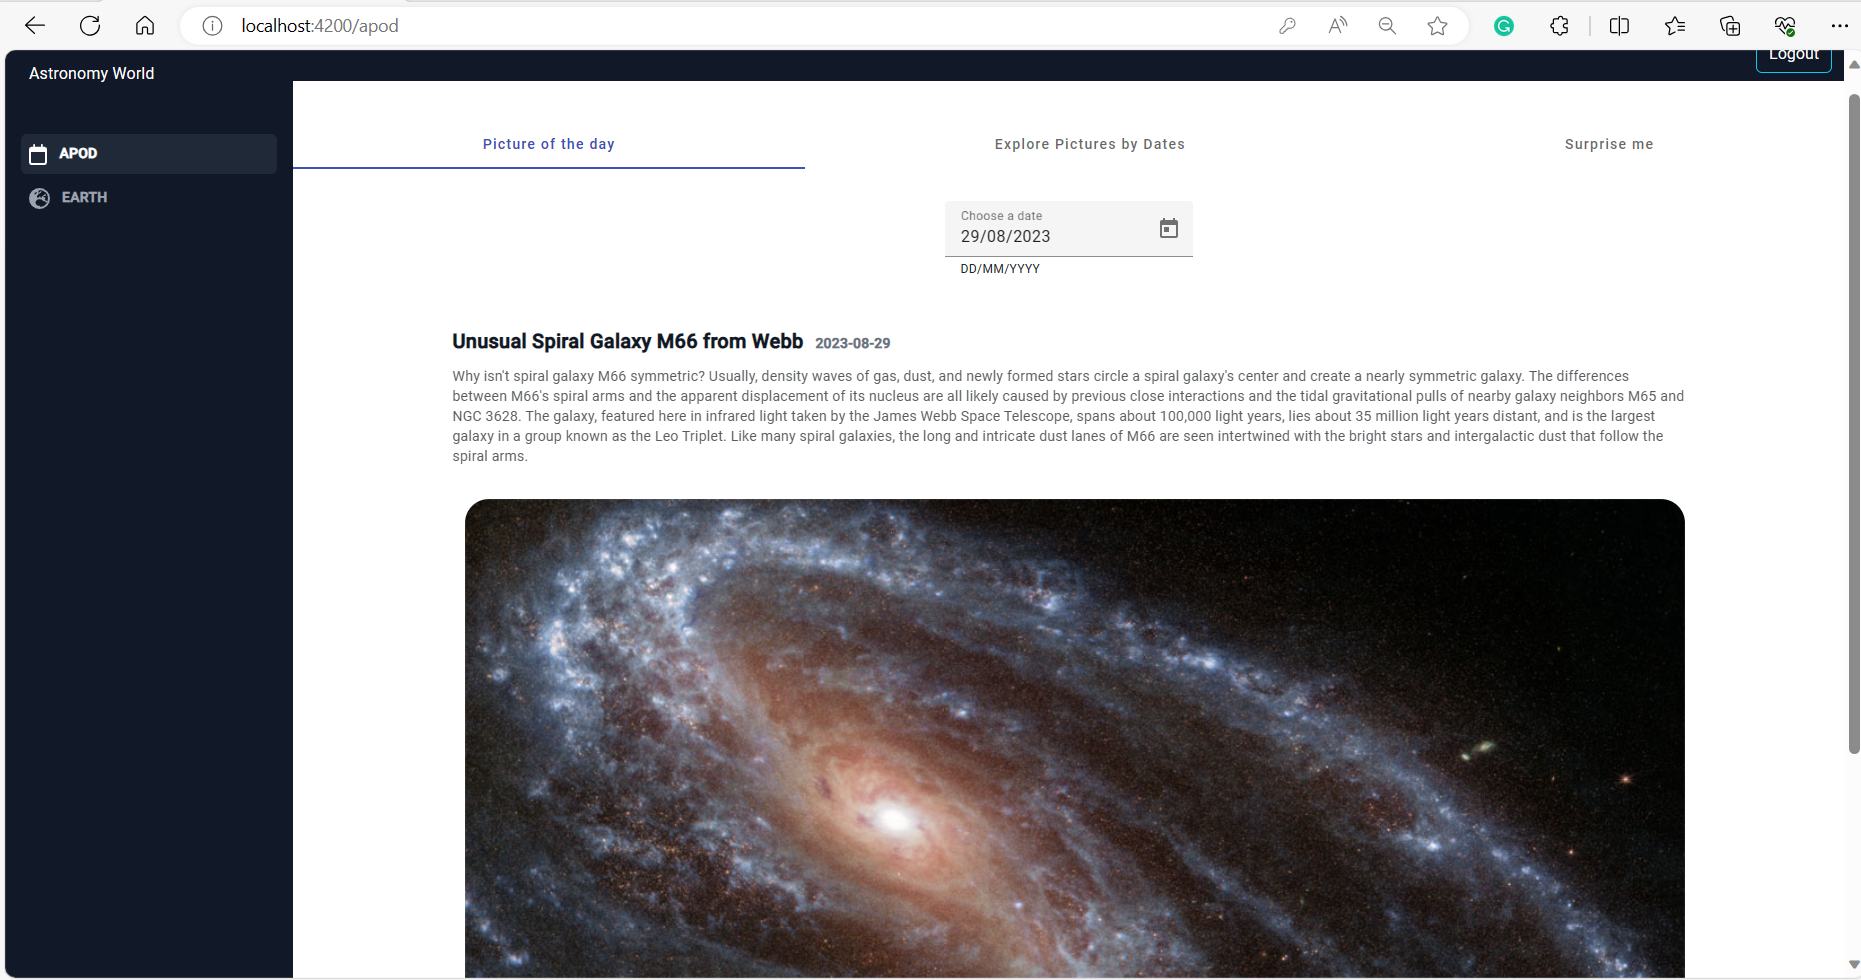 localhost:4200/apod
Astronomy World
Logout
APOD
EARTH
Picture of the day
Explore Pictures by Dates
Surprise me
Choose a date
29/08/2023
DD/MM/YYYY
Unusual Spiral Galaxy M66 from Webb 2023-08-29
Why isn't spiral galaxy M66 symmetric? Usually, density waves of gas, dust, and newly formed stars circle a spiral galaxy's center and create a nearly symmetric galaxy. The differences
between M66's spiral arms and the apparent displacement of its nucleus are all likely caused by previous close interactions and the tidal gravitational pulls of nearby galaxy neighbors M65 and
NGC 3628. The galaxy, featured here in infrared light taken by the James Webb Space Telescope, spans about 100,000 light years, lies about 35 million light years distant, and is the largest
galaxy in a group known as the Leo Triplet. Like many spiral galaxies, the long and intricate dust lanes of M66 are seen intertwined with the bright stars and intergalactic dust that follow the
spiral arms.